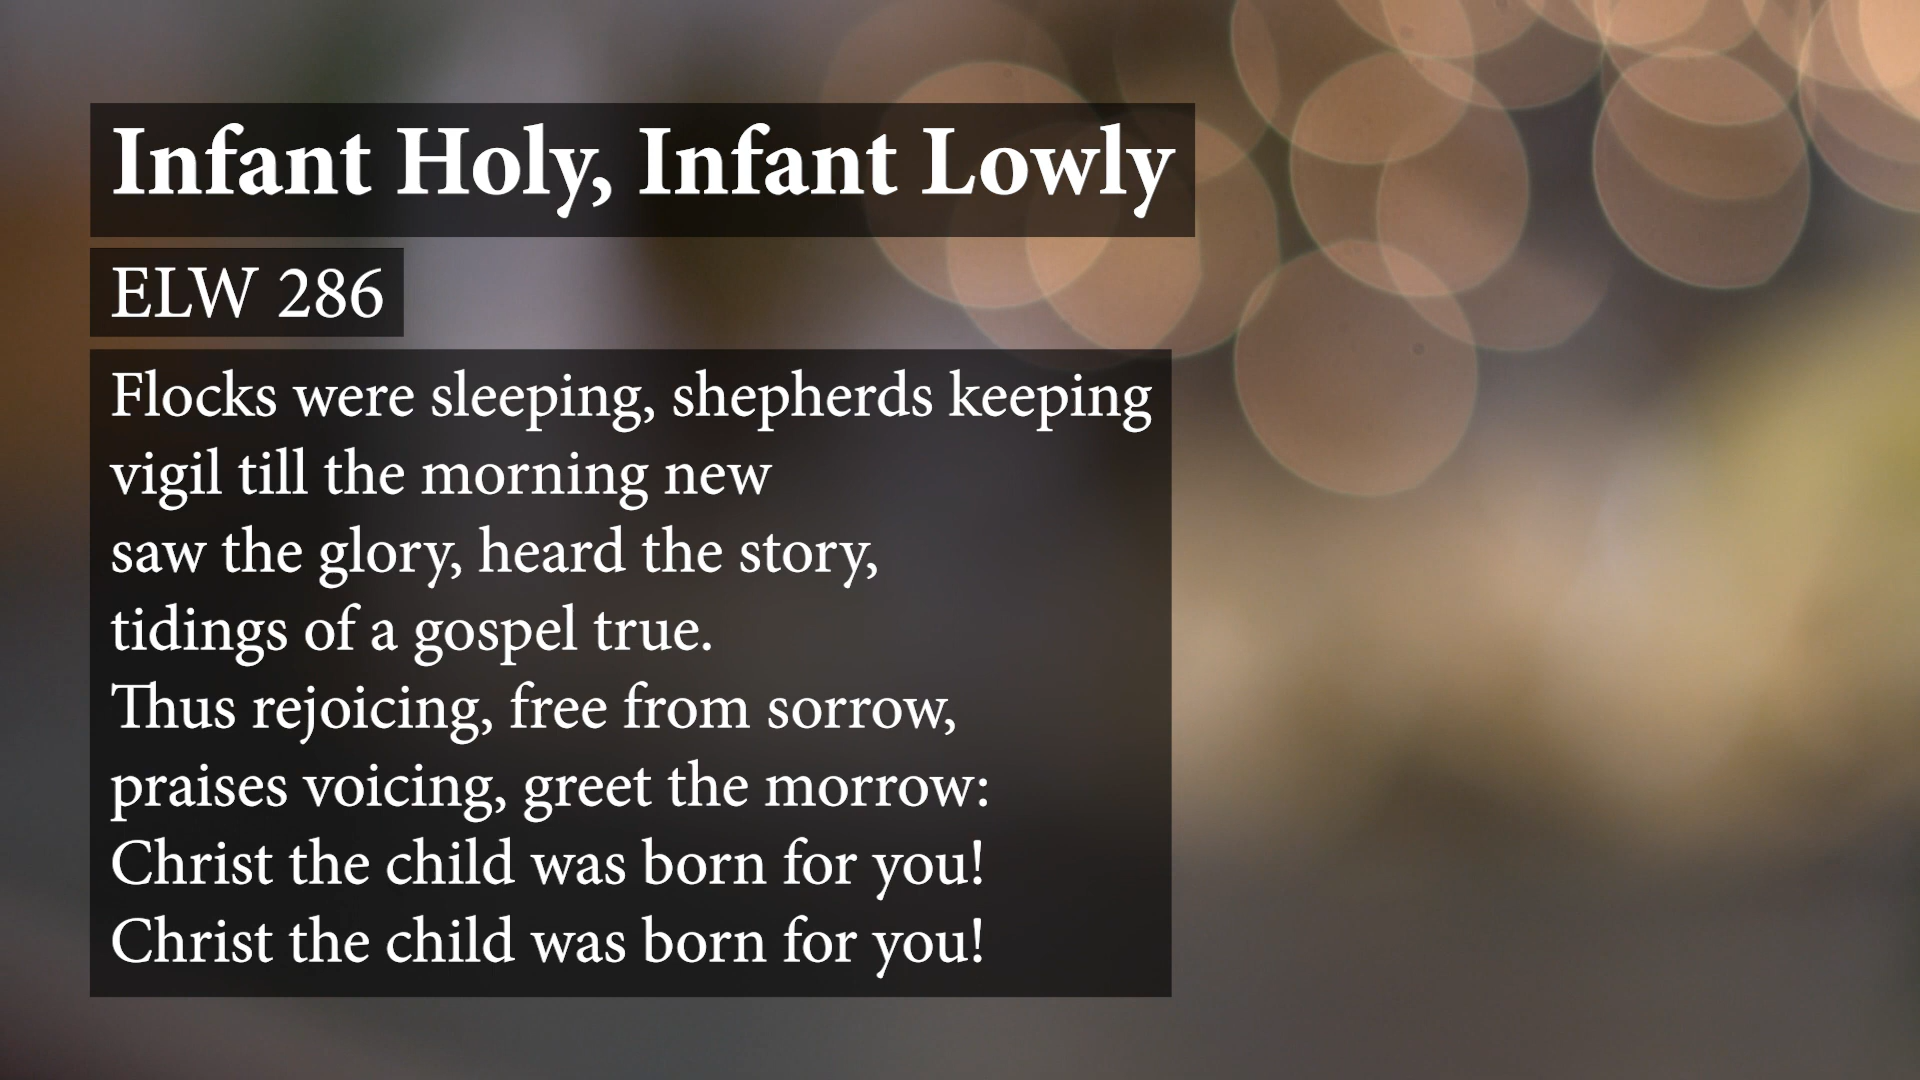 Infant Holy, Infant Lowly
ELW 286
Flocks were sleeping, shepherds keeping
vigil till the morning new
saw the glory, heard the story,
tidings of a gospel true.
Thus rejoicing, free from sorrow,
praises voicing, greet the morrow:
Christ the child was born for you!
Christ the child was born for you!